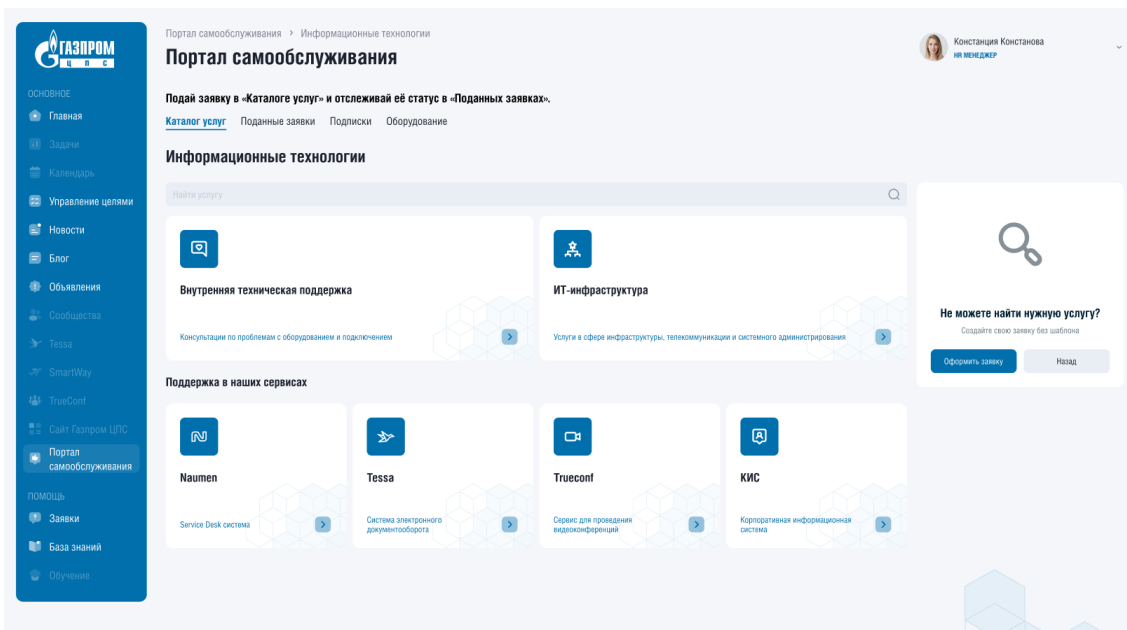 ГАЗПРОМ
ЦПС
ОСНОВНОЕ
Главная
Задачи
Календарь
Управление целями
Новости
Блог
Объявления
Сообщества
Tessa
SmartWay
TrueConf
Сайт Газпром ЦПС
Портал
самообслуживания
ПОМОЩЬ
Заявки
База знаний
Обучение
Портал самообслуживания > Информационные технологии
Портал самообслуживания
Констанция Констанова
HR МЕНЕДЖЕР
Подай заявку в «Каталоге услуг» и отслеживай её статус в «Поданных заявках».
Каталог услуг Поданные заявки Подписки Оборудование
Информационные технологии
Найти услугу
Внутренняя техническая поддержка
Консультации по проблемам с оборудованием и подключением
ИТ-инфраструктура
Услуги в сфере инфраструктуры, телекоммуникации и системного администрирования
Не можете найти нужную услугу?
Создайте свою заявку без шаблона
Оформить заявку Назад
Поддержка в наших сервисах
Naumen
Service Desk система
Tessa
Система электронного
документооборота
Trueconf
Сервис для проведения
видеоконференций
КИС
Корпоративная информационная
система